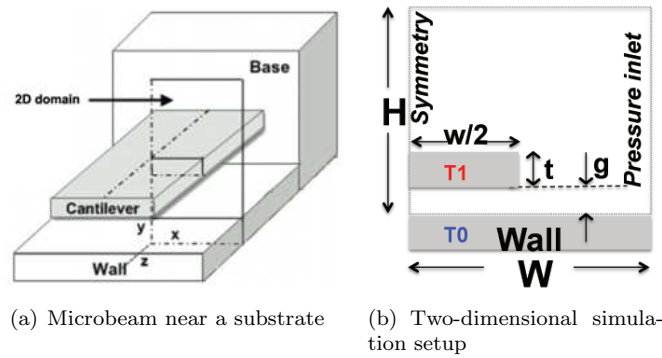 Base
2D domain
Cantilever
y
x
Wall
z
(a) Microbeam near a substrate
Symmetry
Pressure inlet
H
w/2
t
g
T1
T0
Wall
W
(b) Two-dimensional simula-
tion setup